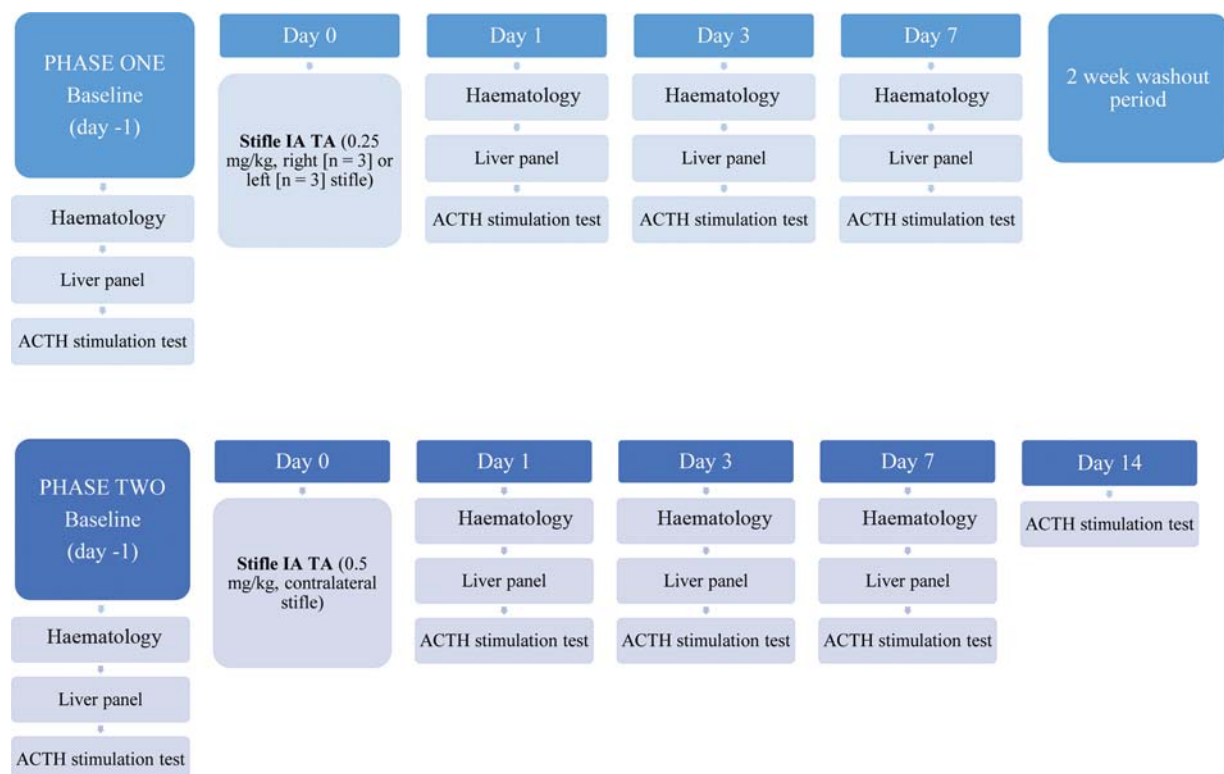 PHASE ONE
Baseline
(day -1)
Haematology
Liver panel
ACTH stimulation test
Day 0
Stifle IA TA (0.25
mg/kg, right [n = 3] or
left [n = 3] stifle)
Day 1
Haematology
Liver panel
ACTH stimulation test
Day 3
Haematology
Liver panel
ACTH stimulation test
Day 7
Haematology
Liver panel
ACTH stimulation test
2 week washout
period
PHASE TWO
Baseline
(day -1)
Haematology
Liver panel
ACTH stimulation test
Day 0
Stifle IA TA (0.5
mg/kg, contralateral
stifle)
Day 1
Haematology
Liver panel
ACTH stimulation test
Day 3
Haematology
Liver panel
ACTH stimulation test
Day 7
Haematology
Liver panel
ACTH stimulation test
Day 14
ACTH stimulation test